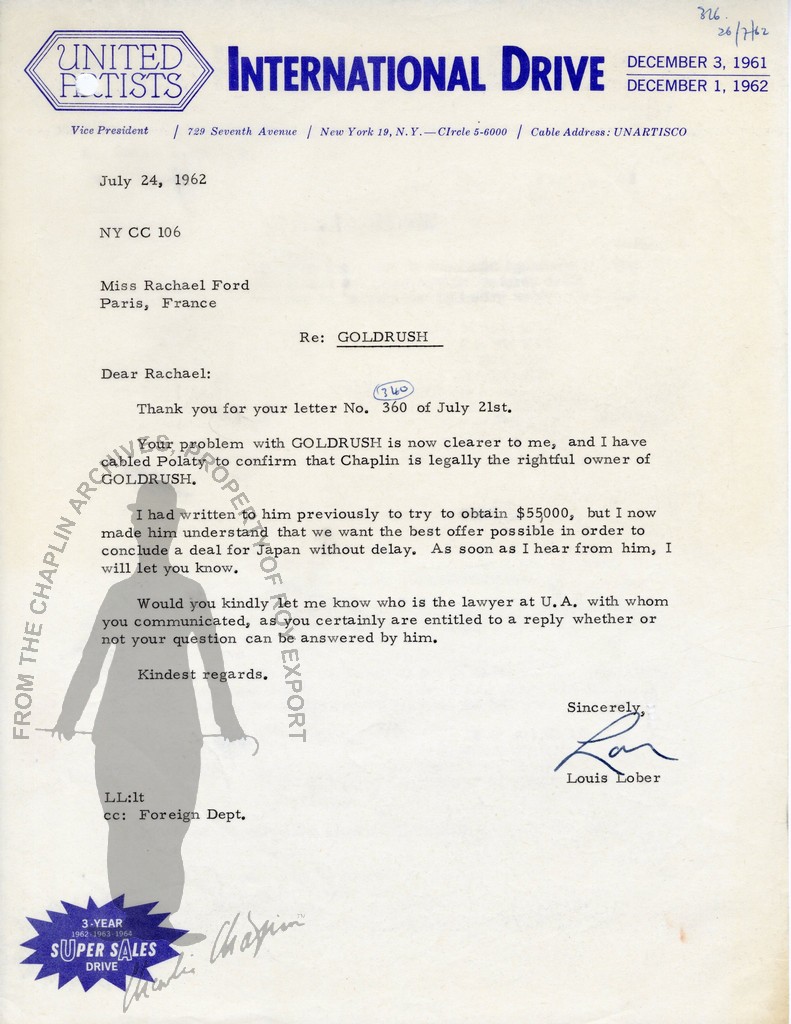 326.
26/7/62
UNITED
ARTISTS
INTERNATIONAL DRIVE
DECEMBER 3, 1961
DECEMBER 1, 1962
Vice President / 729 Seventh Avenue / New York 19, N.Y.—CIrcle 5-6000 / Cable Address: UNARTISCO
July 24, 1962
NY CC 106
Miss Rachael Ford
Paris, France
Re: GOLDRUSH
Dear Rachael:
340
Thank you for your letter No. 360 of July 21st.
Your problem with GOLDRUSH is now clearer to me, and I have
cabled Polaty to confirm that Chaplin is legally the rightful owner of
GOLDRUSH.
I had written to him previously to try to obtain $55,000, but I now
made him understand that we want the best offer possible in order to
conclude a deal for Japan without delay. As soon as I hear from him, I
will let you know.
Would you kindly let me know who is the lawyer at U.A. with whom
you communicated, as you certainly are entitled to a reply whether or
not your question can be answered by him.
Kindest regards.
Sincerely,
Lou
Louis Lober
LL:lt
cc: Foreign Dept.
3-YEAR
1962-1963-1964
SUPER SALES
DRIVE
Charlie Chaplin
FROM THE CHAPLIN ARCHIVES, PROPERTY OF ROY EXPORT